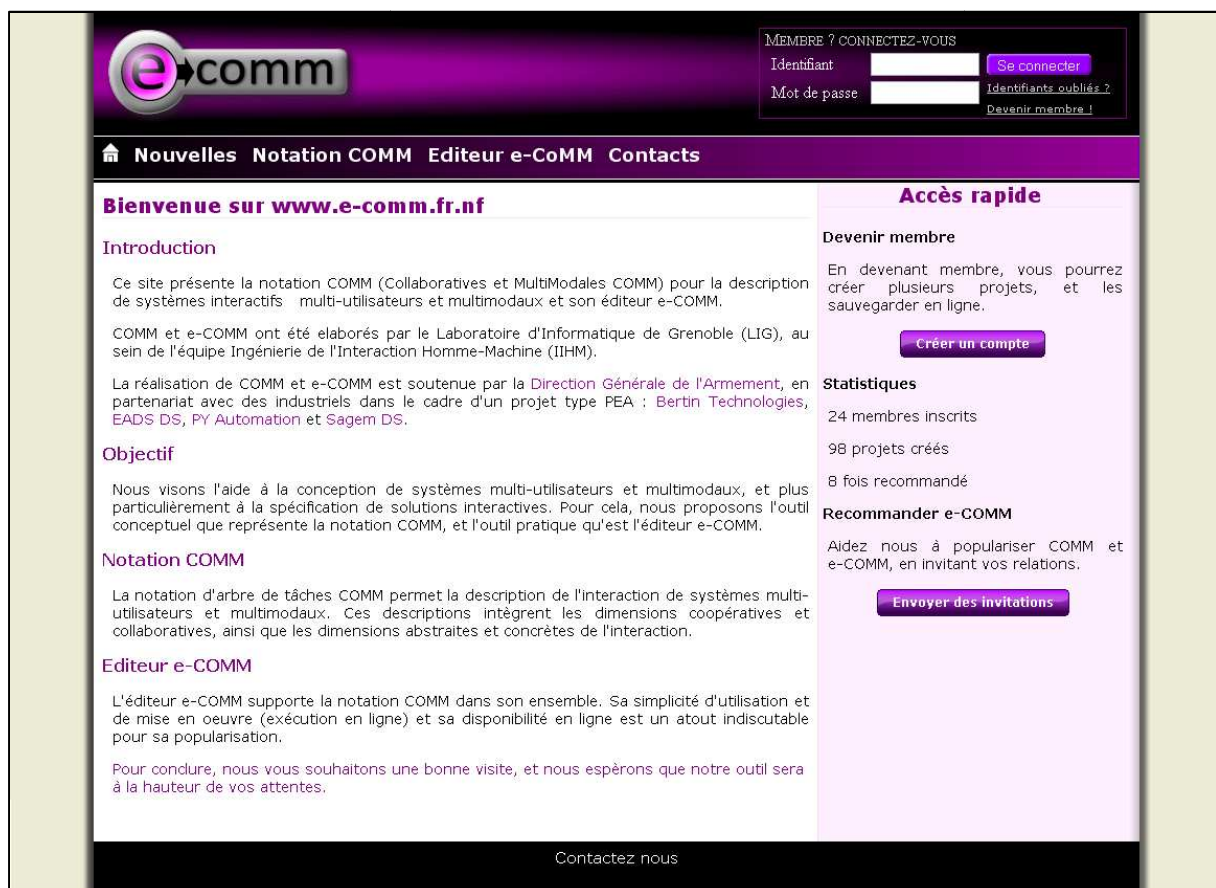 e comm
MEMBRE ? CONNECTEZ-VOUS
Identifiant
Se connecter
Mot de passe
Identifiants oubliés ?
Devenir membre !
Nouvelles Notation COMM Editeur e-CoMM Contacts
Bienvenue sur www.e-comm.fr.nf
Introduction
Ce site présente la notation COMM (Collaboratives et MultiModales COMM) pour la description
de systèmes interactifs multi-utilisateurs et multimodaux et son éditeur e-COMM.
COMM et e-COMM ont été elaborés par le Laboratoire d'Informatique de Grenoble (LIG), au
sein de l'équipe Ingénierie de l'Interaction Homme-Machine (IIHM).
La réalisation de COMM et e-COMM est soutenue par la Direction Générale de l'Armement, en
partenariat avec des industriels dans le cadre d'un projet type PEA : Bertin Technologies,
EADS DS, PY Automation et Sagem DS.
Objectif
Nous visons l'aide à la conception de systèmes multi-utilisateurs et multimodaux, et plus
particulièrement à la spécification de solutions interactives. Pour cela, nous proposons l'outil
conceptuel que représente la notation COMM, et l'outil pratique qu'est l'éditeur e-COMM.
Notation COMM
La notation d'arbre de tâches COMM permet la description de l'interaction de systèmes multi-
utilisateurs et multimodaux. Ces descriptions intègrent les dimensions coopératives et
collaboratives, ainsi que les dimensions abstraites et concrètes de l'interaction.
Editeur e-COMM
L'éditeur e-COMM supporte la notation COMM dans son ensemble. Sa simplicité d'utilisation et
de mise en oeuvre (exécution en ligne) et sa disponibilité en ligne est un atout indiscutable
pour sa popularisation.
Pour conclure, nous vous souhaitons une bonne visite, et nous espèrons que notre outil sera
à la hauteur de vos attentes.
Accès rapide
Devenir membre
En devenant membre, vous pourrez
créer plusieurs projets, et les
sauvegarder en ligne.
Créer un compte
Statistiques
24 membres inscrits
98 projets créés
8 fois recommandé
Recommander e-COMM
Aidez nous à populariser COMM et
e-COMM, en invitant vos relations.
Envoyer des invitations
Contactez nous